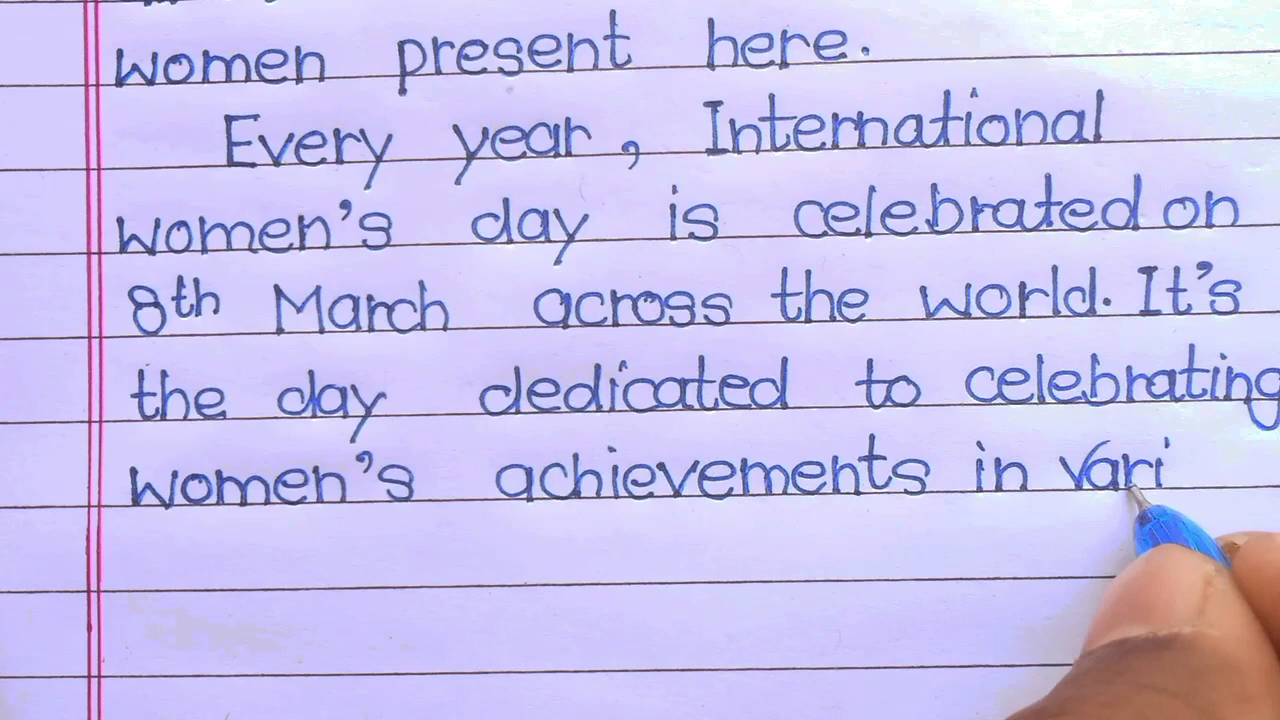 women present here.
Every year, International
women's day is celebrated on
8th March across the world. It's
the day dedicated to celebrating
women's achievements in vari